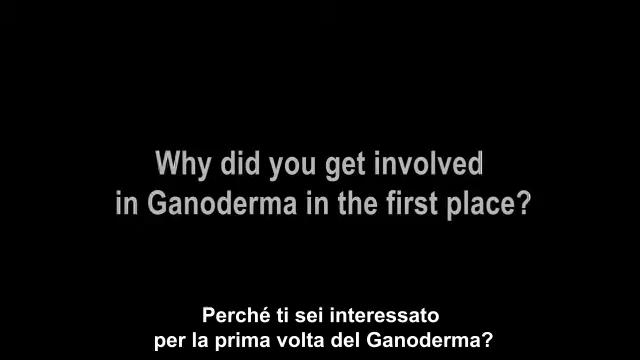 Why did you get involved
in Ganoderma in the first place?
Perché ti sei interessato
per la prima volta del Ganoderma?